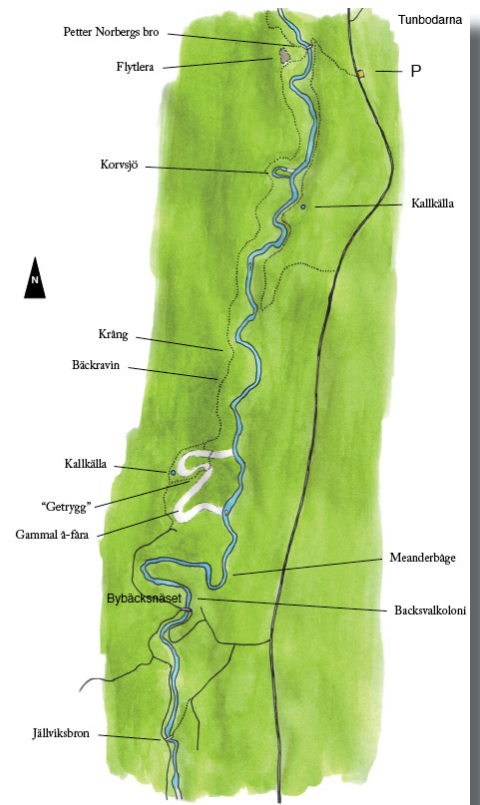 Tunbodarna
Petter Norbergs bro
Flytlera
P
Korvsjö
Kallkälla
N
Kräng
Bäckravin
Kallkälla
"Getrygg"
Gammal å-fåra
Meanderbåge
Bybäcksnäset
Backsvalkoloni
Jällviksbron